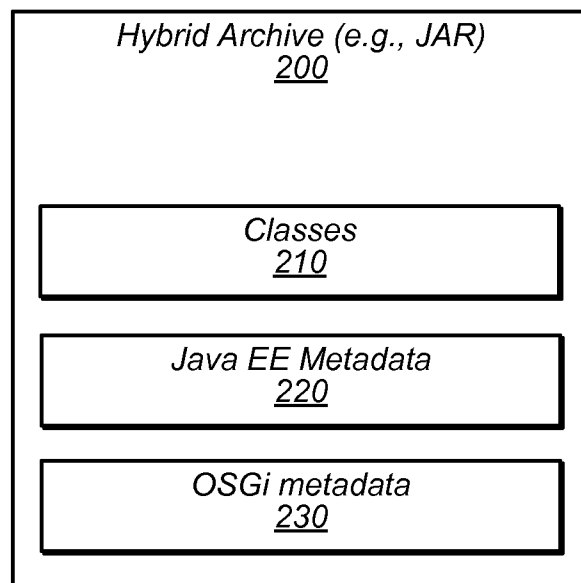 Hybrid Archive (e.g., JAR)
200
Classes
210
Java EE Metadata
220
OSGi metadata
230